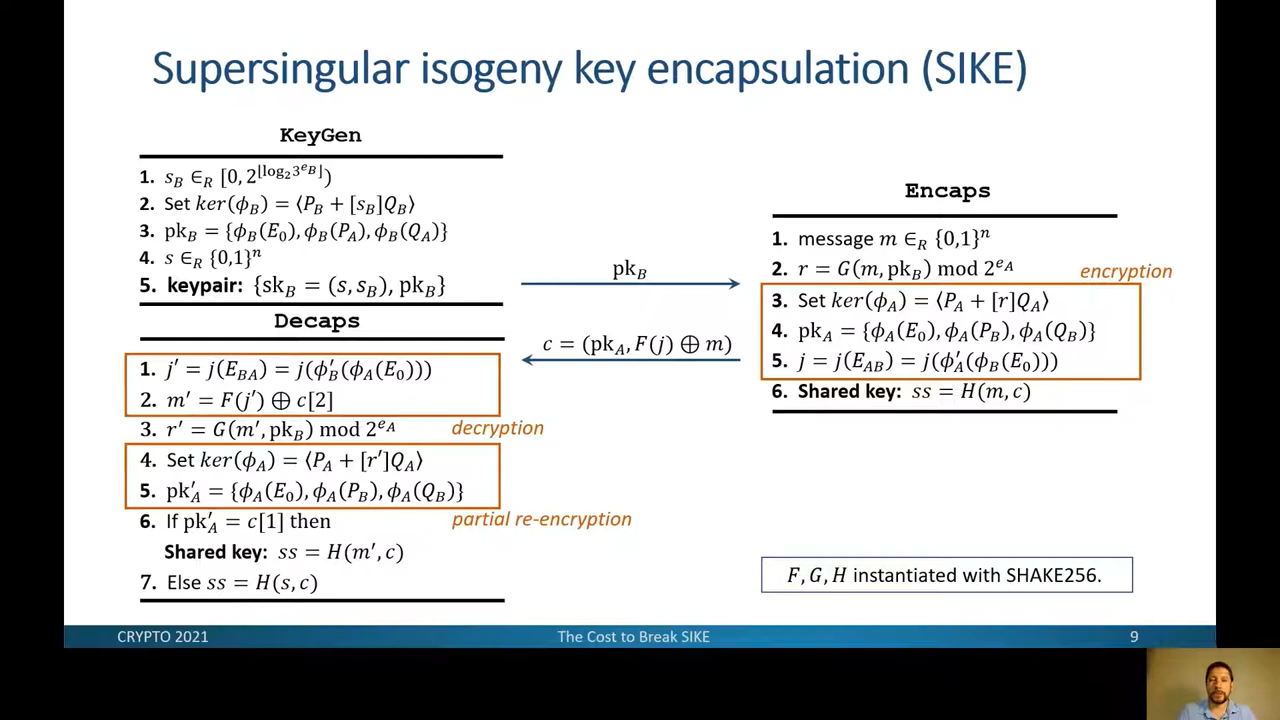 Supersingular isogeny key encapsulation (SIKE)
KeyGen
1. s_B ∈_R [0, 2^{⌊log_2 3^{e_B}⌋})
2. Set ker(ϕ_B) = ⟨P_B + [s_B]Q_B⟩
3. pk_B = {ϕ_B(E_0), ϕ_B(P_A), ϕ_B(Q_A)}
4. s ∈_R {0,1}^n
5. keypair: {sk_B = (s, s_B), pk_B}
Decaps
1. j′ = j(E_{BA}) = j(ϕ′_B(ϕ_A(E_0)))
2. m′ = F(j′) ⊕ c[2]
3. r′ = G(m′, pk_B) mod 2^{e_A}
decryption
4. Set ker(ϕ_A) = ⟨P_A + [r′]Q_A⟩
5. pk′_A = {ϕ_A(E_0), ϕ_A(P_B), ϕ_A(Q_B)}
6. If pk′_A = c[1] then
partial re-encryption
Shared key: ss = H(m′, c)
7. Else ss = H(s, c)
pk_B
c = (pk_A, F(j) ⊕ m)
Encaps
1. message m ∈_R {0,1}^n
2. r = G(m, pk_B) mod 2^{e_A}
encryption
3. Set ker(ϕ_A) = ⟨P_A + [r]Q_A⟩
4. pk_A = {ϕ_A(E_0), ϕ_A(P_B), ϕ_A(Q_B)}
5. j = j(E_{AB}) = j(ϕ′_A(ϕ_B(E_0)))
6. Shared key: ss = H(m, c)
F, G, H instantiated with SHAKE256.
CRYPTO 2021
The Cost to Break SIKE
9